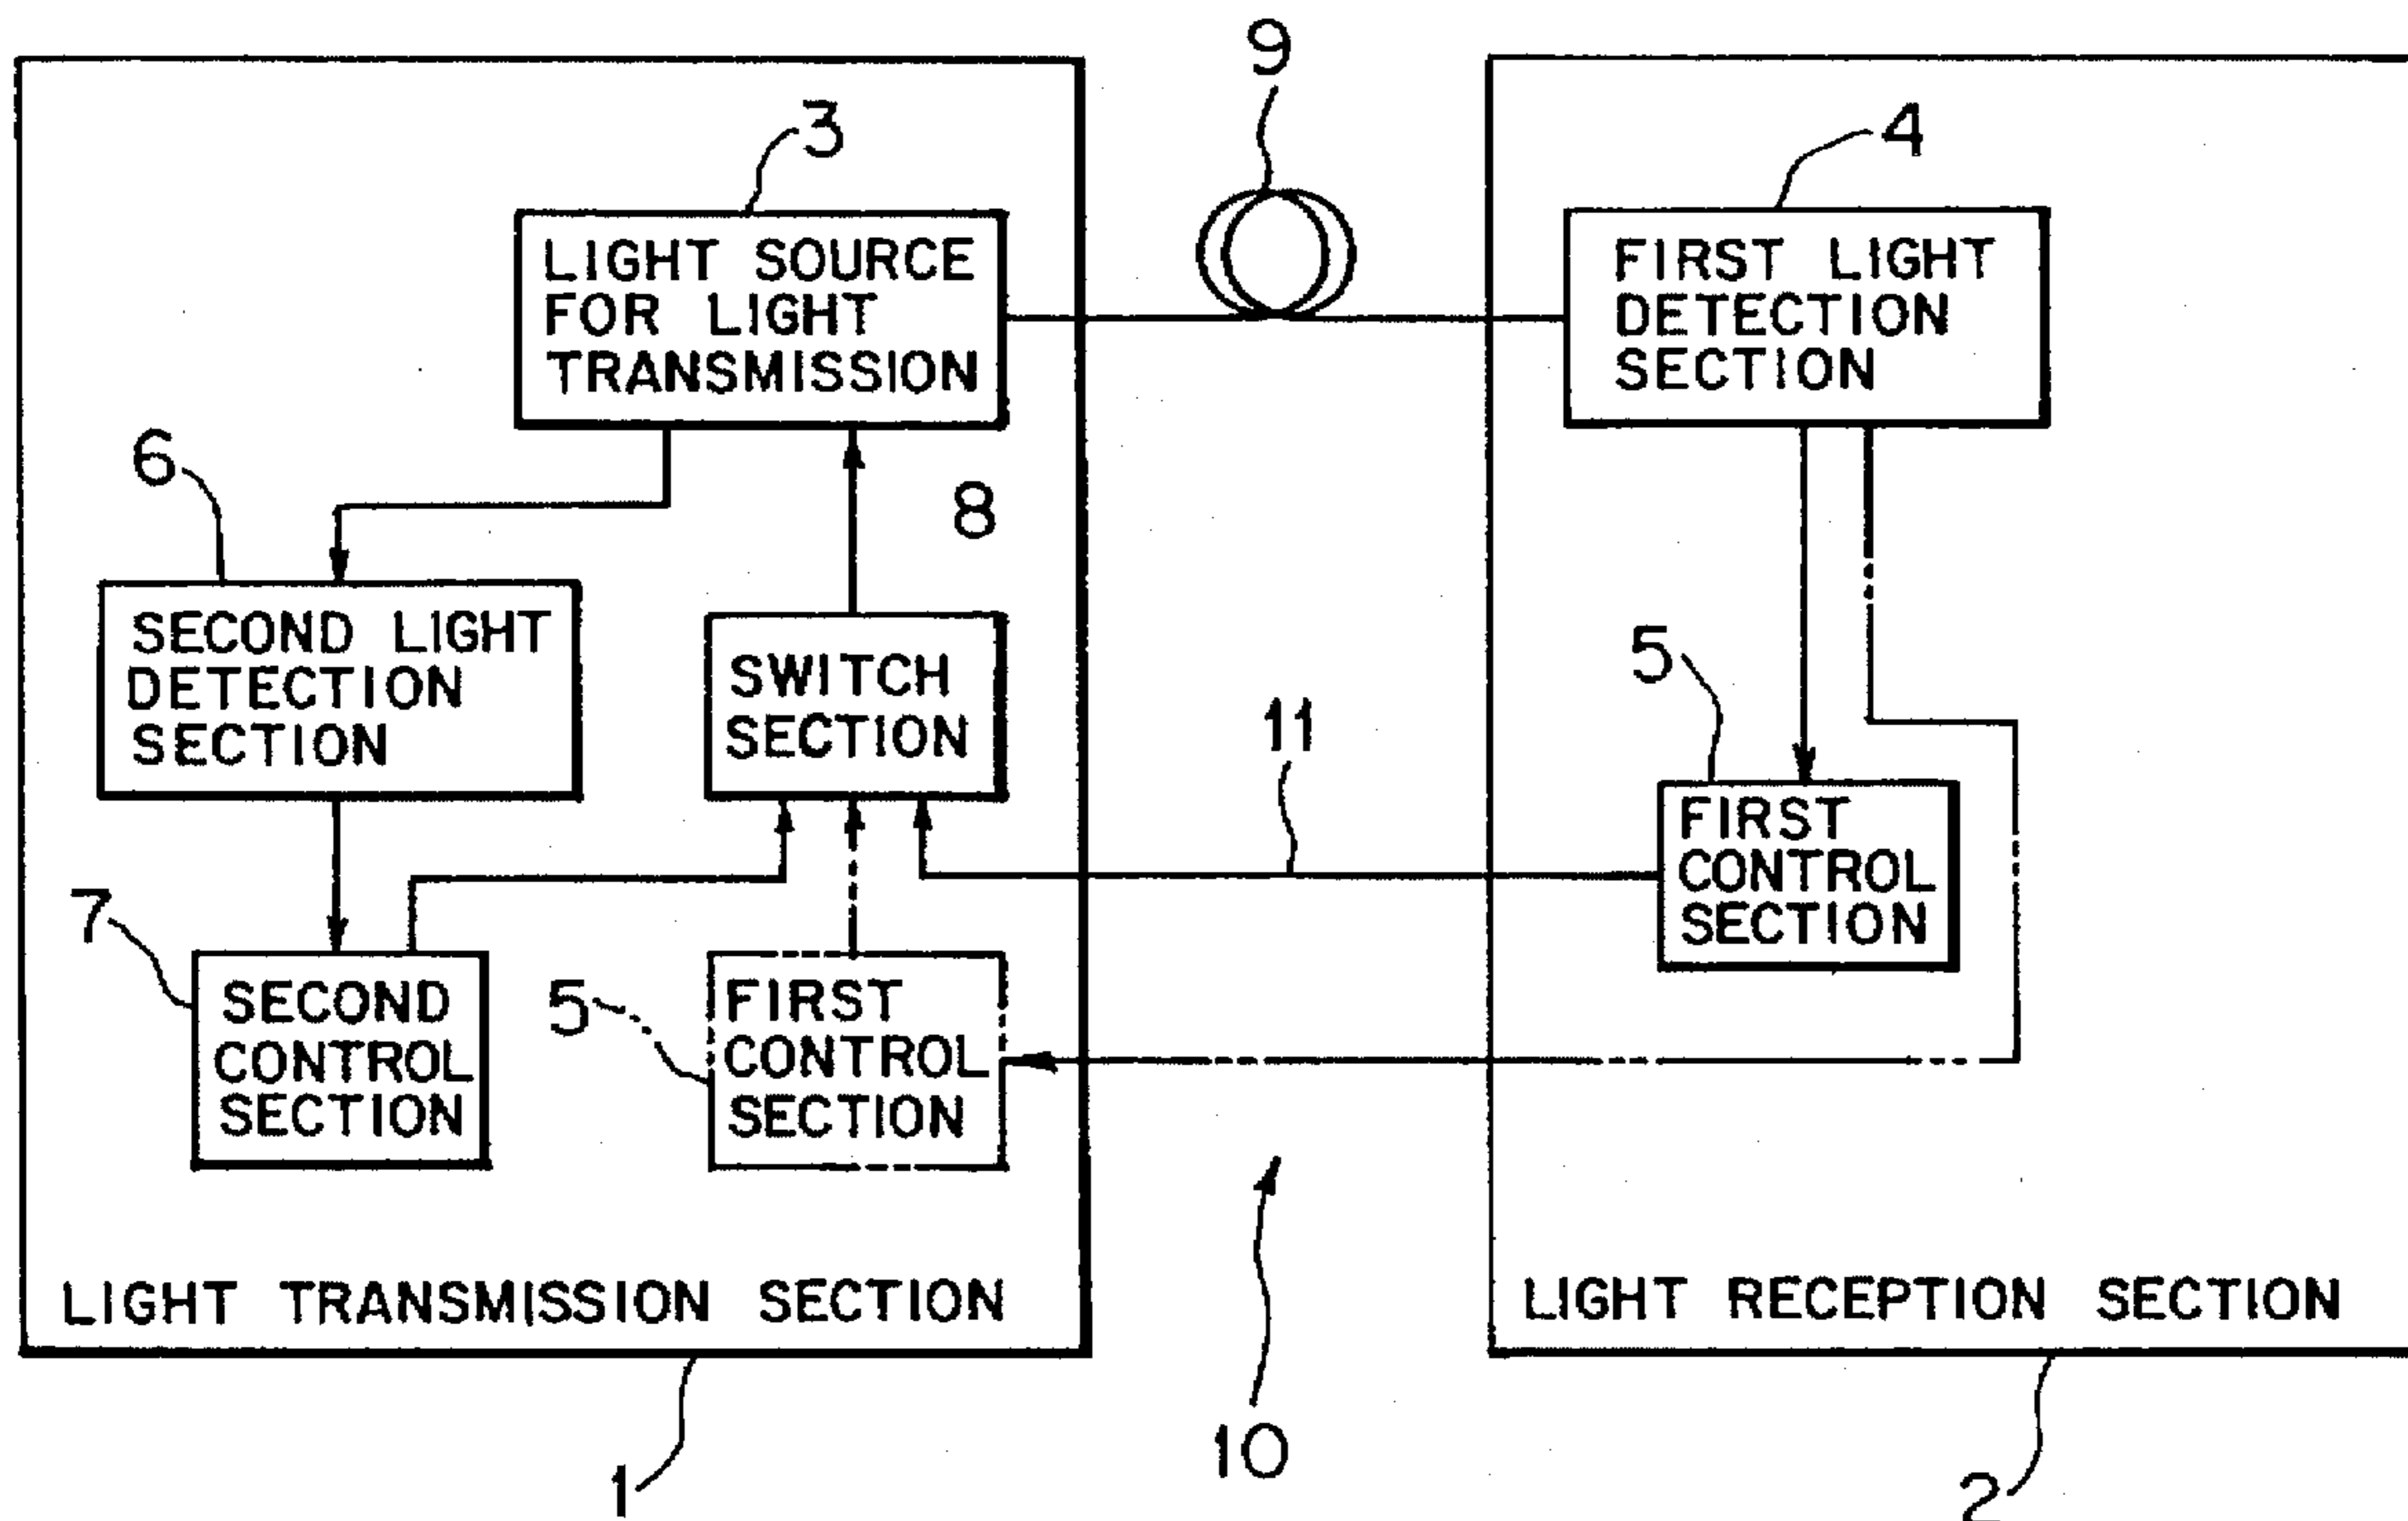 9
3
4
LIGHT SOURCE
FOR LIGHT
TRANSMISSION
FIRST LIGHT
DETECTION
SECTION
6
8
SECOND LIGHT
DETECTION
SECTION
SWITCH
SECTION
5
11
FIRST
CONTROL
SECTION
7
SECOND
CONTROL
SECTION
5
FIRST
CONTROL
SECTION
LIGHT TRANSMISSION SECTION
LIGHT RECEPTION SECTION
10
1
2